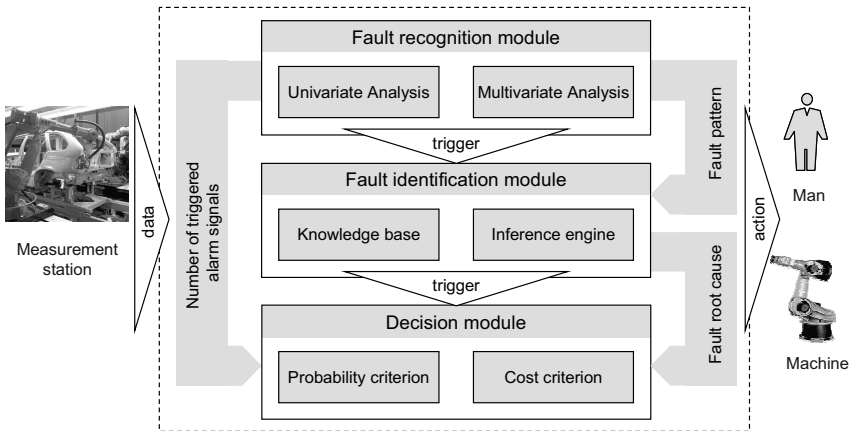 Fault recognition module
Univariate Analysis
Multivariate Analysis
trigger
Fault identification module
Knowledge base
Inference engine
trigger
Decision module
Probability criterion
Cost criterion
Measurement
station
data
Number of triggered
alarm signals
Fault pattern
Fault root cause
action
Man
Machine